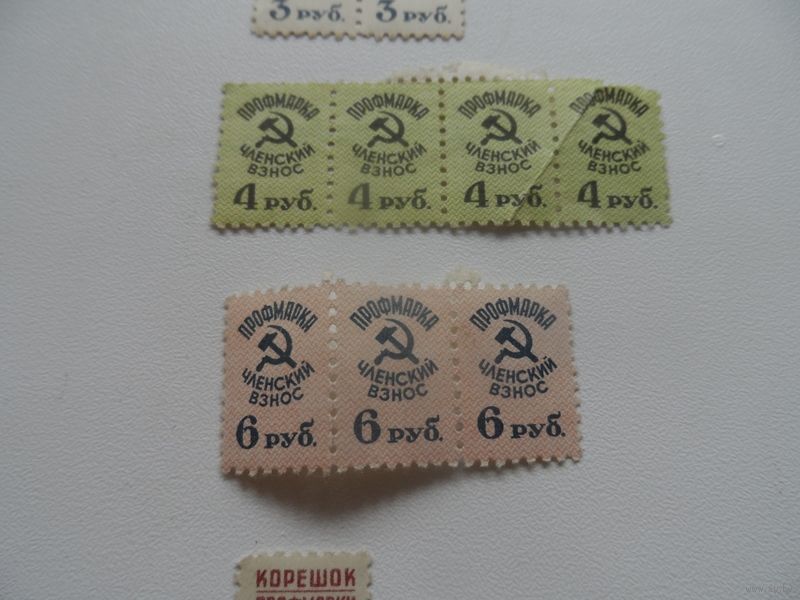 3 руб. 3 руб.
ПРОФМАРКА ПРОФМАРКА ПРОФМАРКА ПРОФМАРКА
ЧЛЕНСКИЙ ЧЛЕНСКИЙ ЧЛЕНСКИЙ ЧЛЕНСКИЙ
ВЗНОС ВЗНОС ВЗНОС ВЗНОС
4 руб. 4 руб. 4 руб. 4 руб.
ПРОФМАРКА ПРОФМАРКА ПРОФМАРКА
ЧЛЕНСКИЙ ЧЛЕНСКИЙ ЧЛЕНСКИЙ
ВЗНОС ВЗНОС ВЗНОС
6 руб. 6 руб. 6 руб.
КОРЕШОК
ПРОФМАРКИ